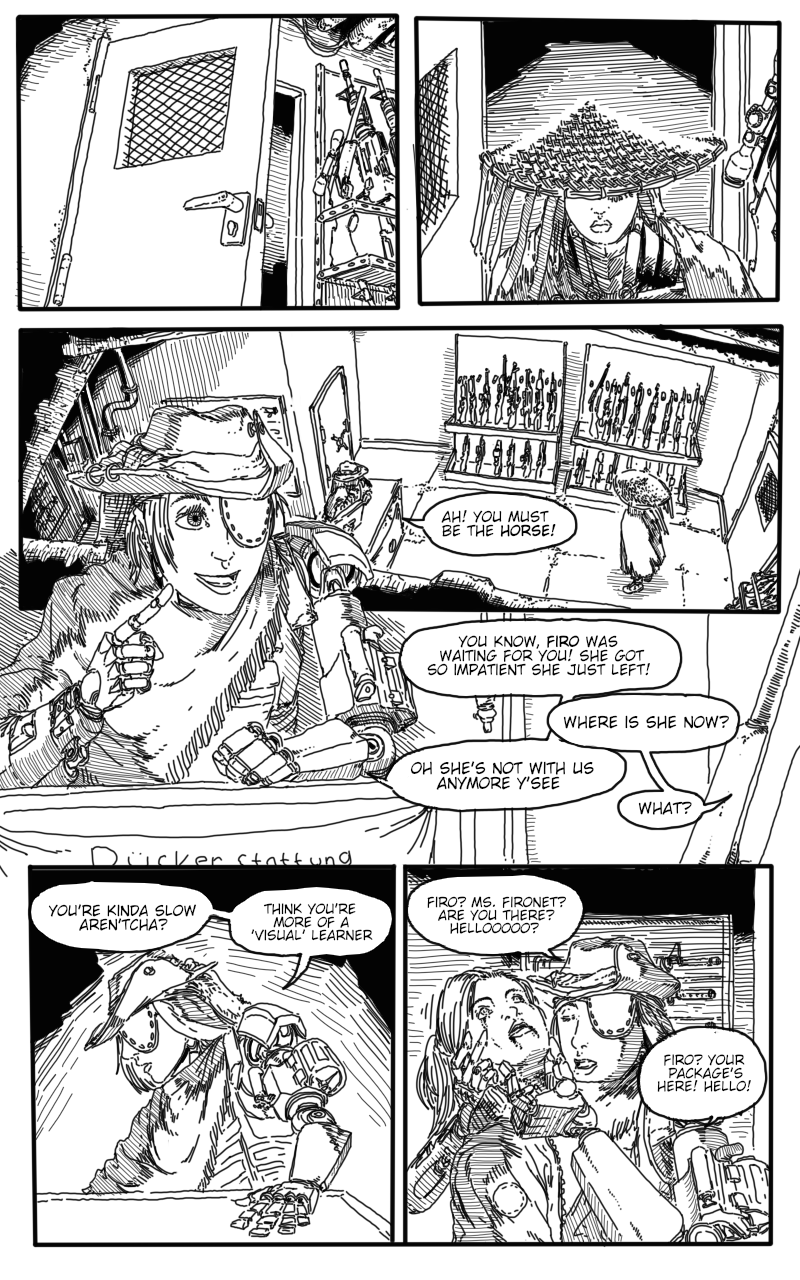 AH! YOU MUST
BE THE HORSE!
YOU KNOW, FIRO WAS
WAITING FOR YOU! SHE GOT
SO IMPATIENT SHE JUST LEFT!
WHERE IS SHE NOW?
OH SHE'S NOT WITH US
ANYMORE Y'SEE
WHAT?
Dücker stattung
YOU'RE KINDA SLOW
AREN'TCHA?
THINK YOU'RE
MORE OF A
'VISUAL' LEARNER
FIRO? MS. FIRONET?
ARE YOU THERE?
HELLOOOOO?
FIRO? YOUR
PACKAGE'S
HERE! HELLO!